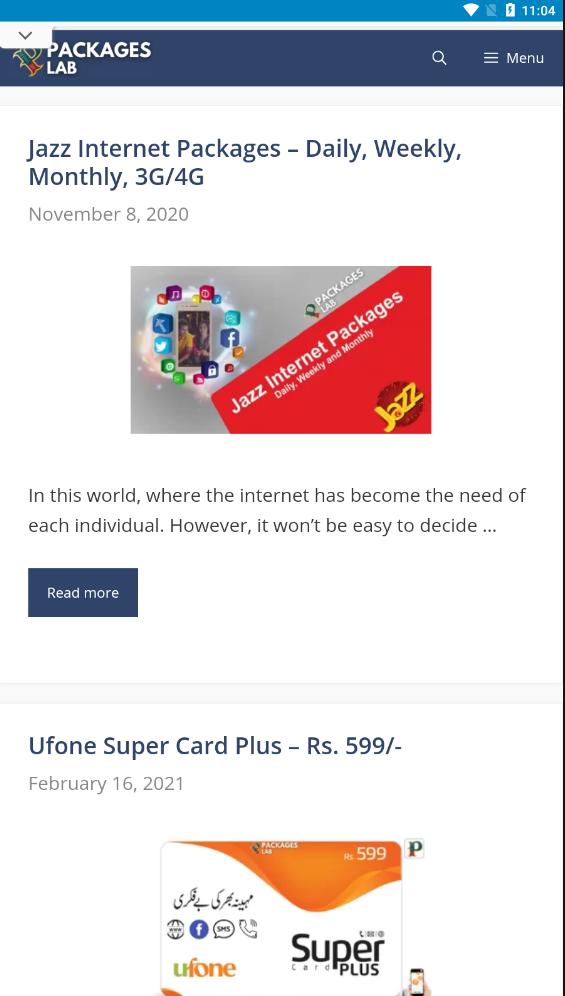 11:04
PACKAGES
LAB
Menu
Jazz Internet Packages – Daily, Weekly,
Monthly, 3G/4G
November 8, 2020
PACKAGES
LAB
Jazz Internet Packages
Daily, Weekly and Monthly
Jazz
In this world, where the internet has become the need of
each individual. However, it won’t be easy to decide ...
Read more
Ufone Super Card Plus – Rs. 599/-
February 16, 2021
PACKAGES
LAB
Rs 599
مہینہ بھر کی بے فکری
www
SMS
Super
Card PLUS
ufone